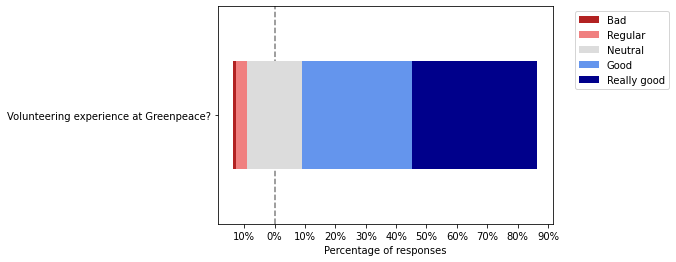 Bad
Regular
Neutral
Good
Really good
Volunteering experience at Greenpeace?
10% 0% 10% 20% 30% 40% 50% 60% 70% 80% 90%
Percentage of responses